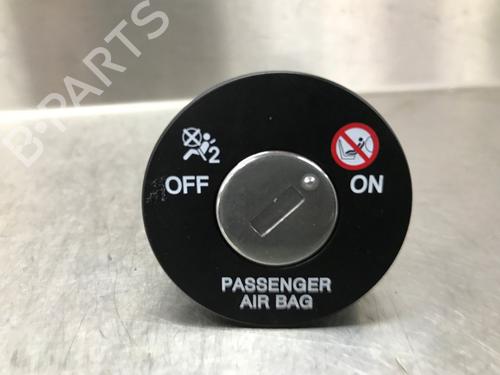 B-PARTS
2
OFF ON
PASSENGER
AIR BAG